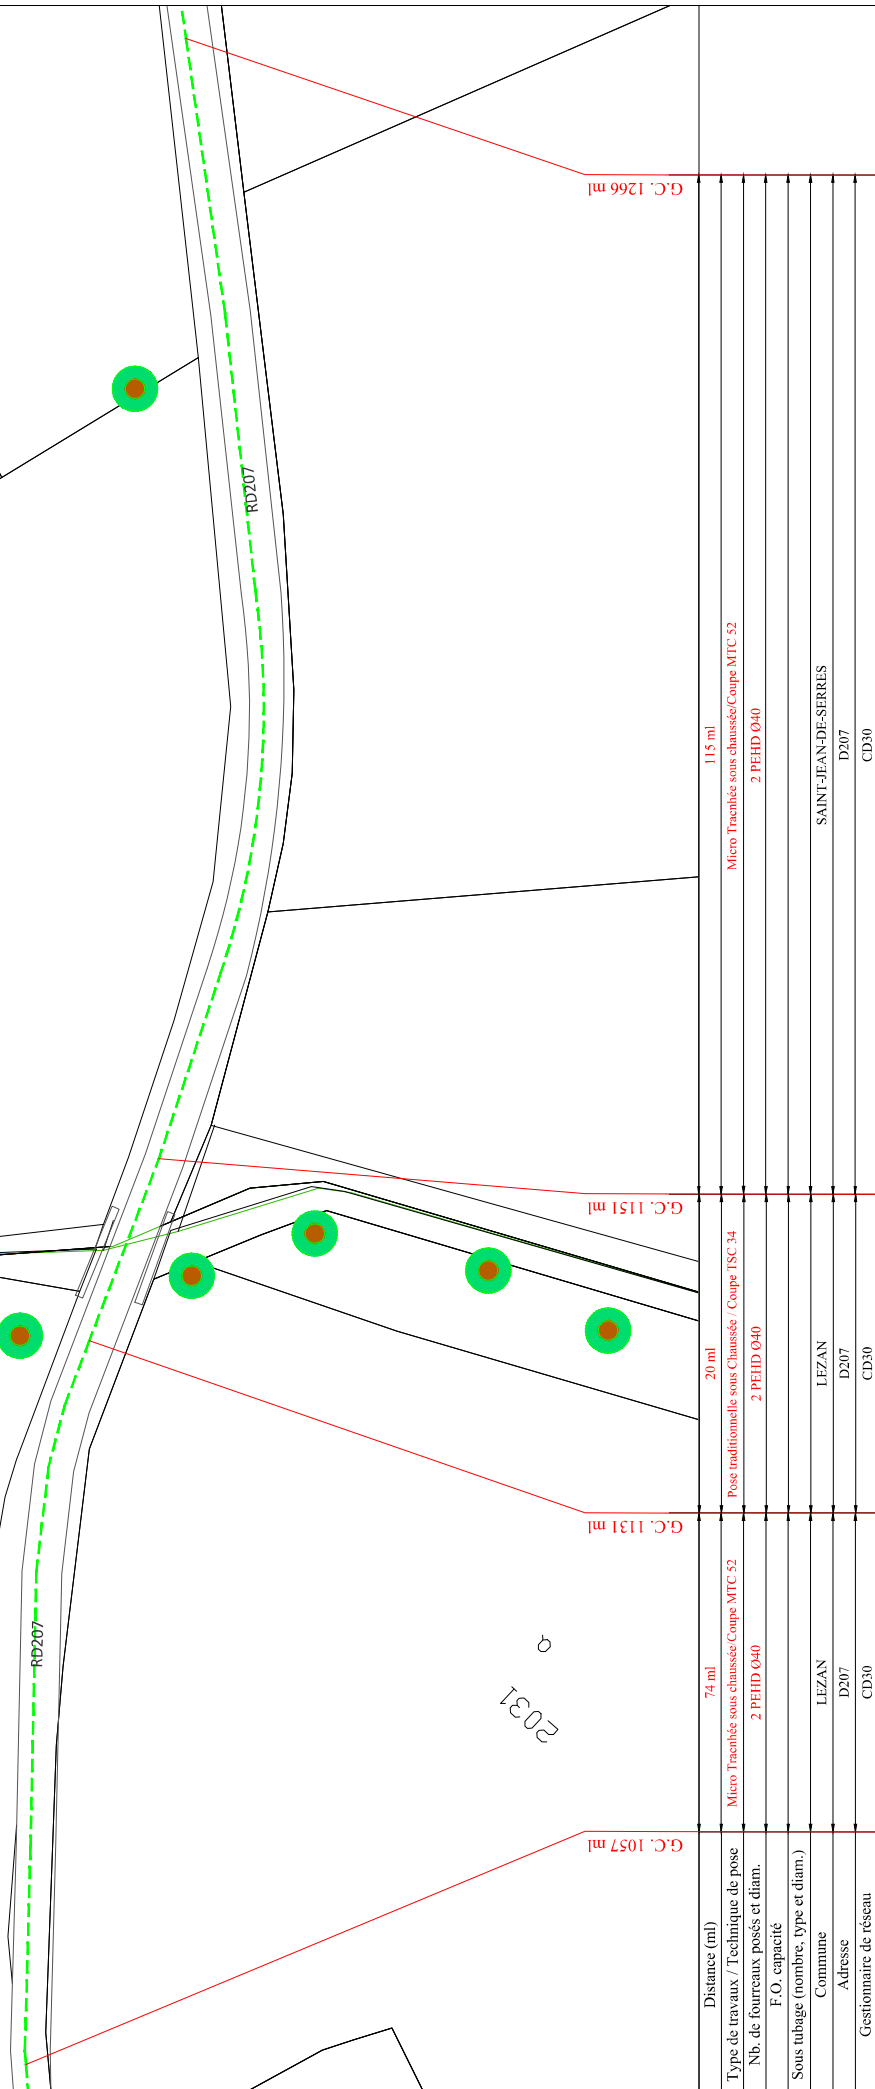 RD207
RD207
2031
G.C. 1057 ml
G.C. 1131 ml
G.C. 1151 ml
G.C. 1266 ml
Distance (ml)
74 ml
20 ml
115 ml
Type de travaux / Technique de pose
Micro Tracnhée sous chaussée/Coupe MTC 52
Pose traditionnelle sous Chaussée / Coupe TSC 34
Micro Tracnhée sous chaussée/Coupe MTC 52
Nb. de fourreaux posés et diam.
2 PEHD Ø40
2 PEHD Ø40
2 PEHD Ø40
F.O. capacité
Sous tubage (nombre, type et diam.)
Commune
LEZAN
LEZAN
SAINT-JEAN-DE-SERRES
Adresse
D207
D207
D207
Gestionnaire de réseau
CD30
CD30
CD30